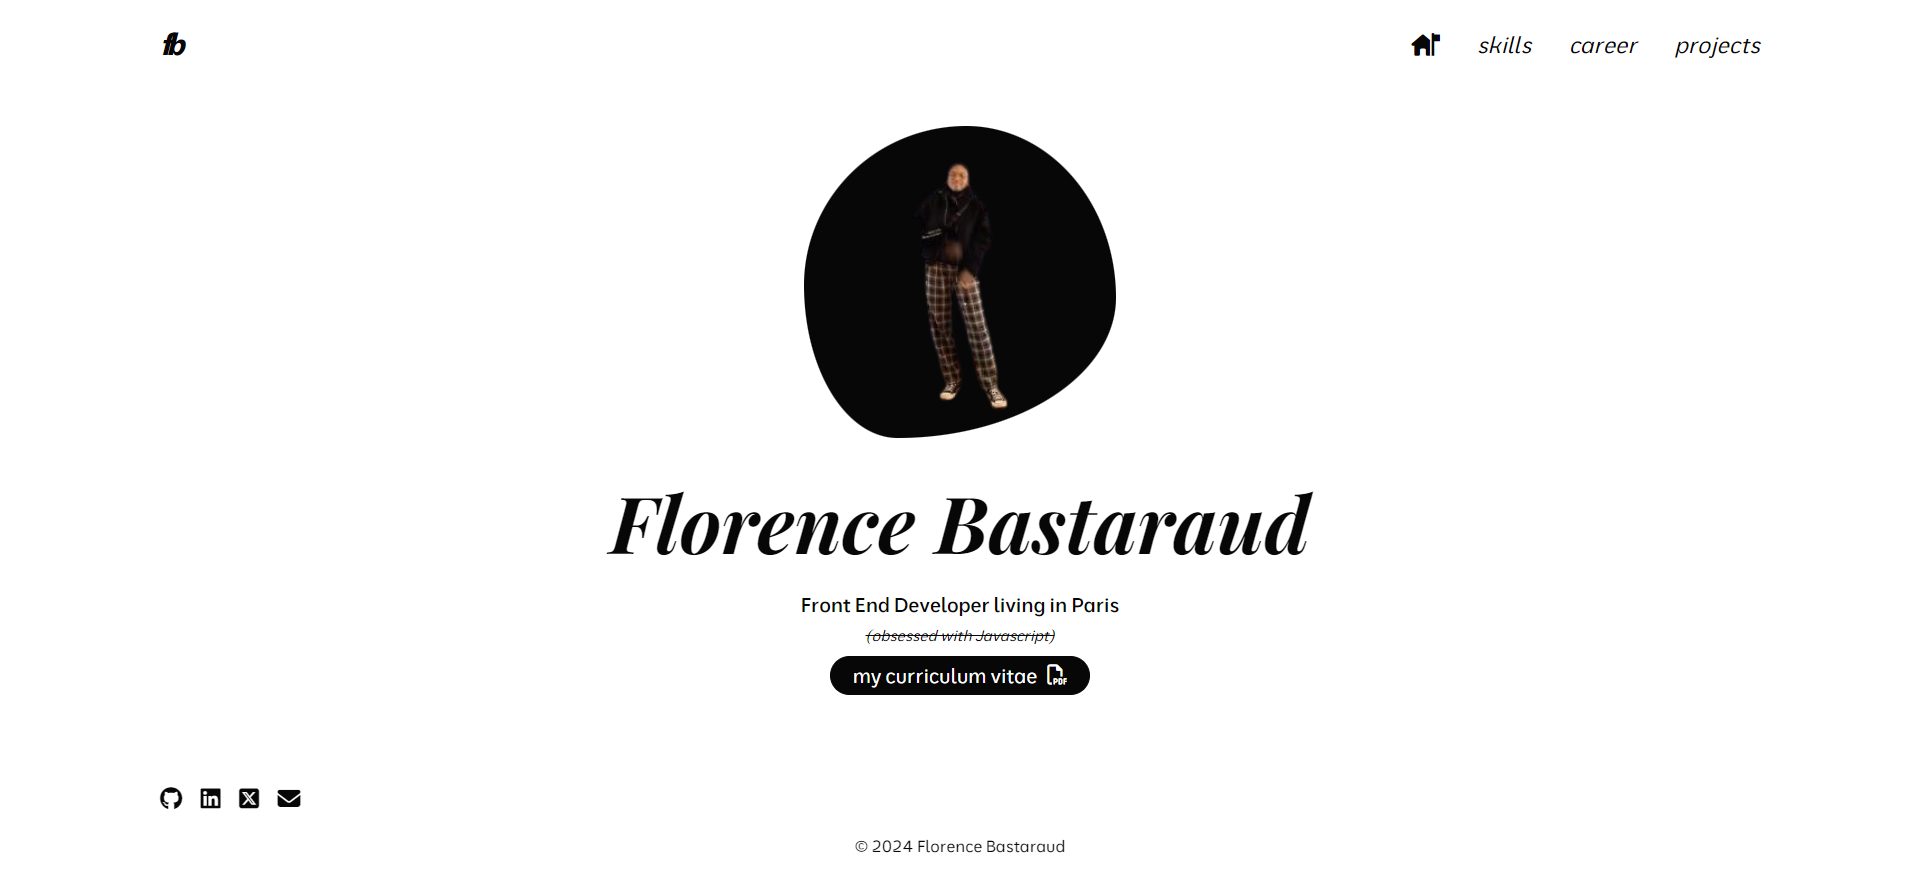 fb
skills career projects
Florence Bastaraud
Front End Developer living in Paris
(obsessed with Javascript)
my curriculum vitae PDF
in X
© 2024 Florence Bastaraud